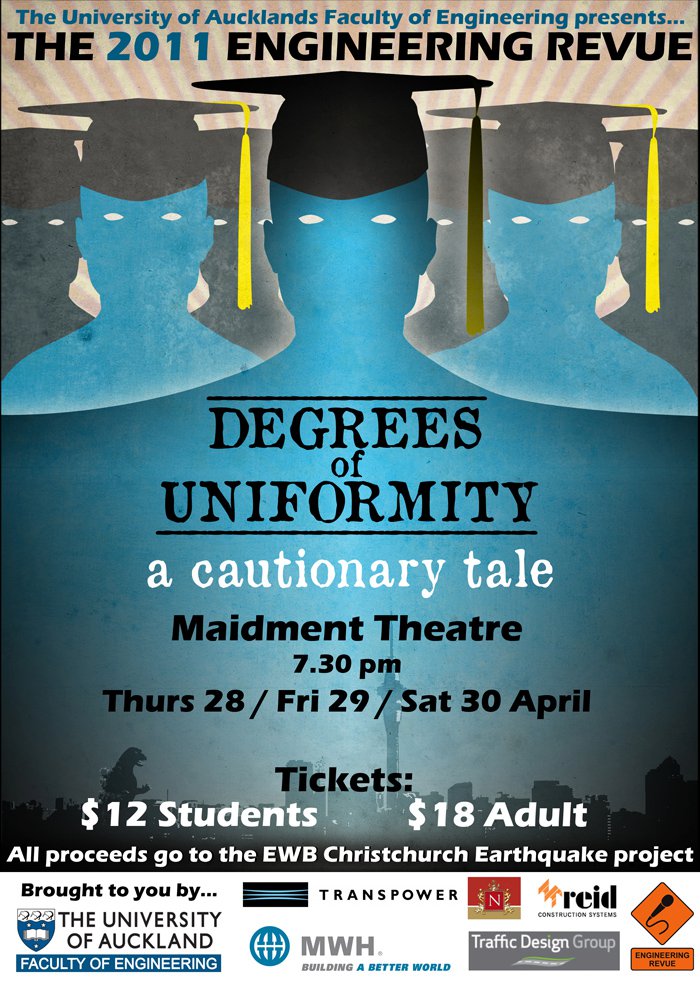 The University of Aucklands Faculty of Engineering presents...
THE 2011 ENGINEERING REVUE
DEGREES
of
UNIFORMITY
a cautionary tale
Maidment Theatre
7.30 pm
Thurs 28 / Fri 29 / Sat 30 April
Tickets:
$12 Students $18 Adult
All proceeds go to the EWB Christchurch Earthquake project
Brought to you by...
THE UNIVERSITY
OF AUCKLAND
FACULTY OF ENGINEERING
TRANSPOWER
MWH®
BUILDING A BETTER WORLD
N
reid
CONSTRUCTION SYSTEMS
Traffic Design Group
ENGINEERING
REVUE